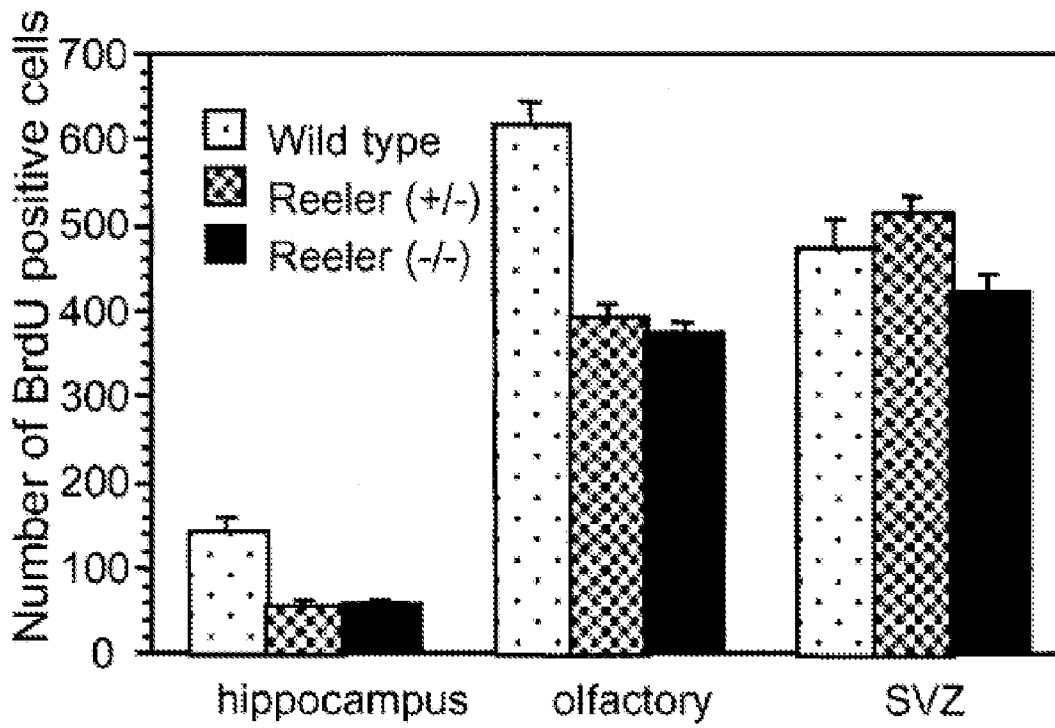 Number of BrdU positive cells
700
600
500
400
300
200
100
0
Wild type
Reeler (+/-)
Reeler (-/-)
hippocampus
olfactory
SVZ